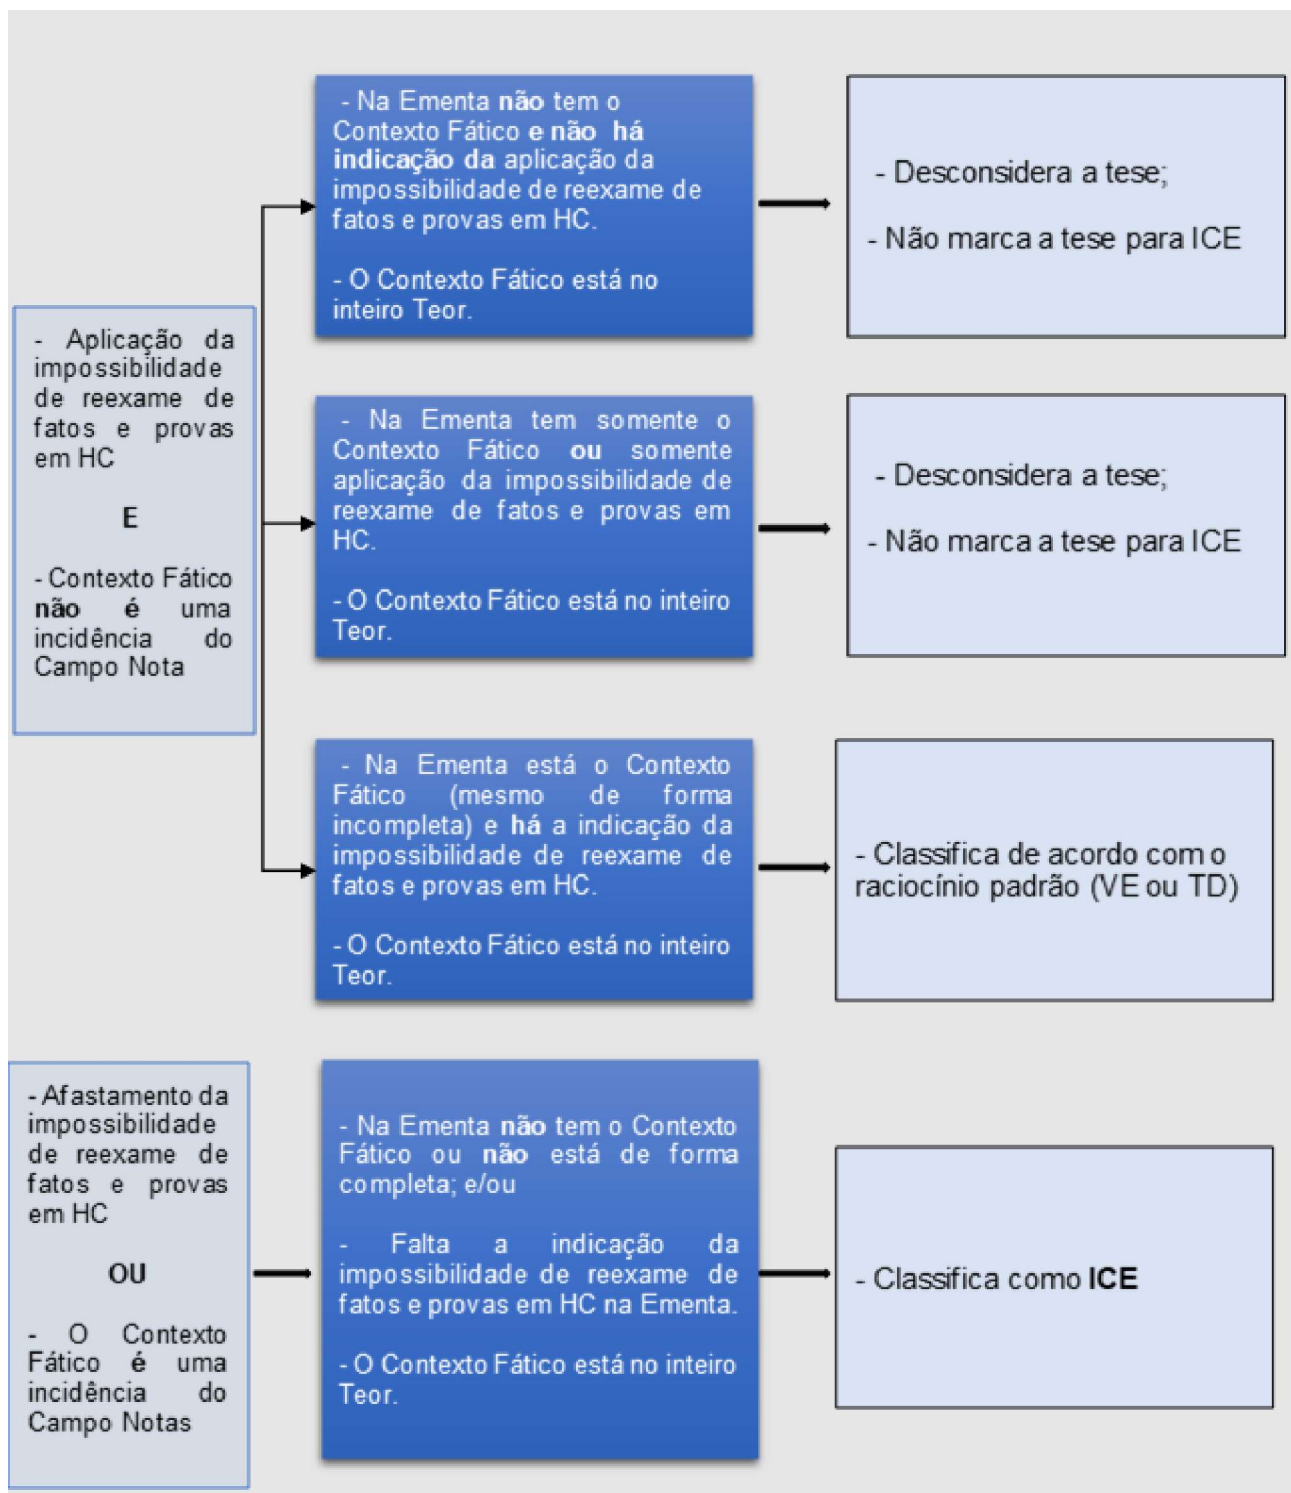 - Aplicação da
impossibilidade
de reexame de
fatos e provas
em HC
E
- Contexto Fático
não é uma
incidência do
Campo Nota
- Na Ementa não tem o
Contexto Fático e não há
indicação da aplicação da
impossibilidade de reexame de
fatos e provas em HC.
- O Contexto Fático está no
inteiro Teor.
- Desconsidera a tese;
- Não marca a tese para ICE
- Na Ementa tem somente o
Contexto Fático ou somente
aplicação da impossibilidade de
reexame de fatos e provas em
HC.
- O Contexto Fático está no inteiro
Teor.
- Desconsidera a tese;
- Não marca a tese para ICE
- Na Ementa está o Contexto
Fático (mesmo de forma
incompleta) e há a indicação da
impossibilidade de reexame de
fatos e provas em HC.
- O Contexto Fático está no inteiro
Teor.
- Classifica de acordo com o
raciocínio padrão (VE ou TD)
- Afastamento da
impossibilidade
de reexame de
fatos e provas
em HC
OU
- O Contexto
Fático é uma
incidência do
Campo Notas
- Na Ementa não tem o Contexto
Fático ou não está de forma
completa; e/ou
- Falta a indicação da
impossibilidade de reexame de
fatos e provas em HC na Ementa.
- O Contexto Fático está no inteiro
Teor.
- Classifica como ICE